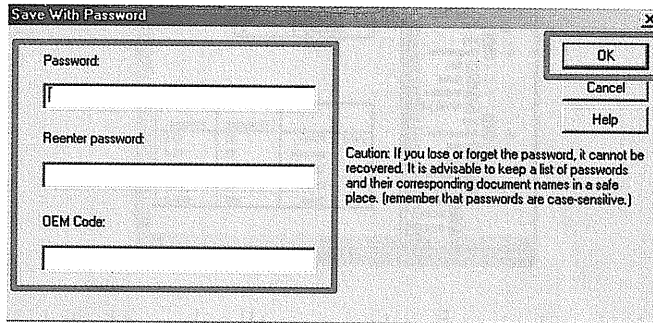 Save With Password
Password:
OK
Cancel
Help
Reenter password:
Caution: If you lose or forget the password, it cannot be
recovered. It is advisable to keep a list of passwords
and their corresponding document names in a safe
place. (remember that passwords are case-sensitive.)
OEM Code: